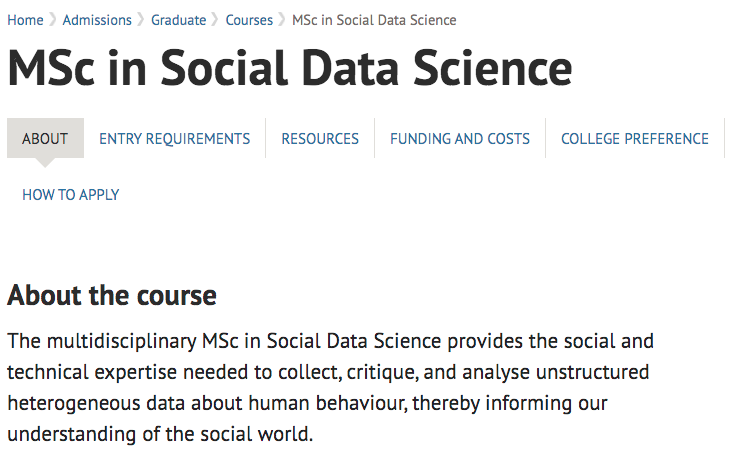 Home > Admissions > Graduate > Courses > MSc in Social Data Science
MSc in Social Data Science
ABOUT ENTRY REQUIREMENTS RESOURCES FUNDING AND COSTS COLLEGE PREFERENCE
HOW TO APPLY
About the course
The multidisciplinary MSc in Social Data Science provides the social and
technical expertise needed to collect, critique, and analyse unstructured
heterogeneous data about human behaviour, thereby informing our
understanding of the social world.